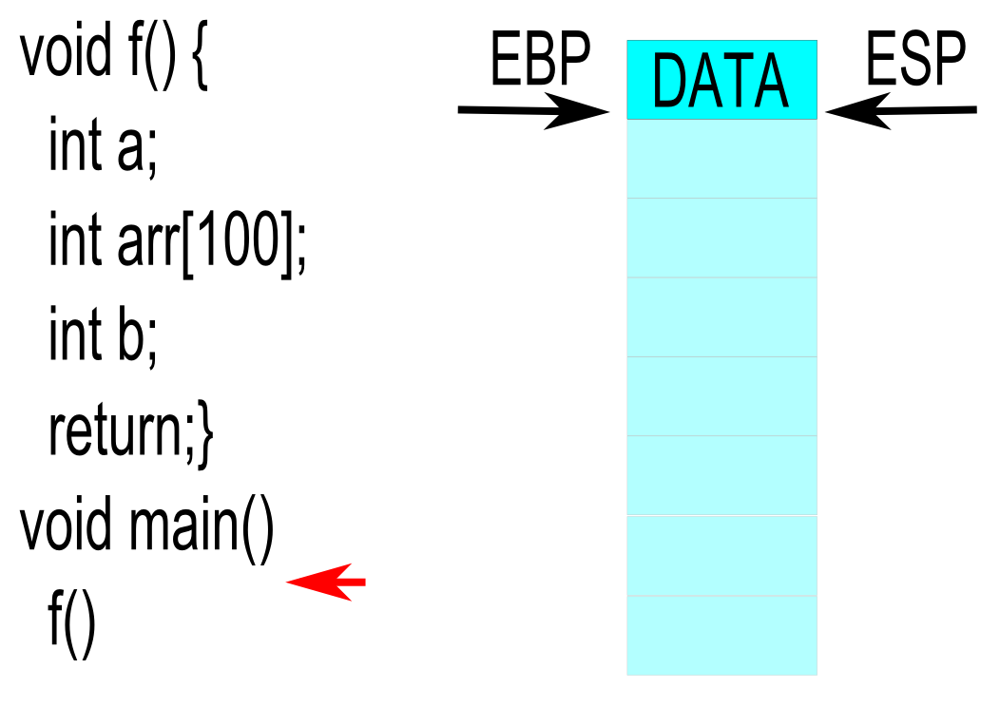 void f() {
int a;
int arr[100];
int b;
return;}
void main()
f()
EBP
DATA
ESP